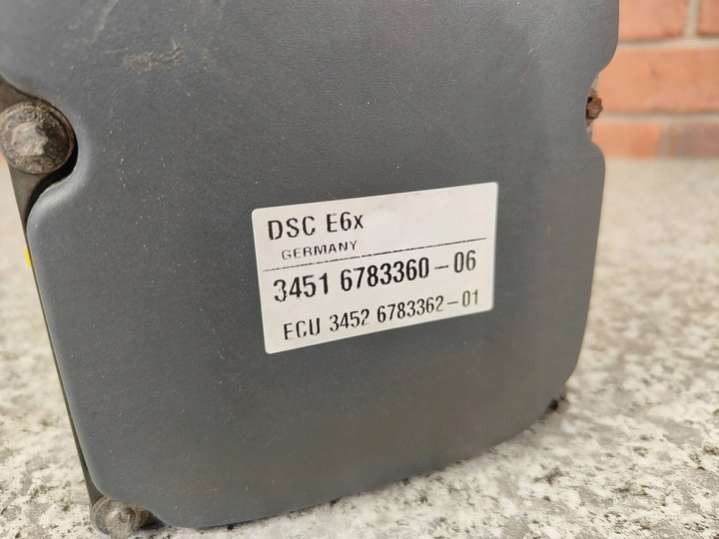 DSC E6x
GERMANY
3451 6783360-06
ECU 3452 6783362-01